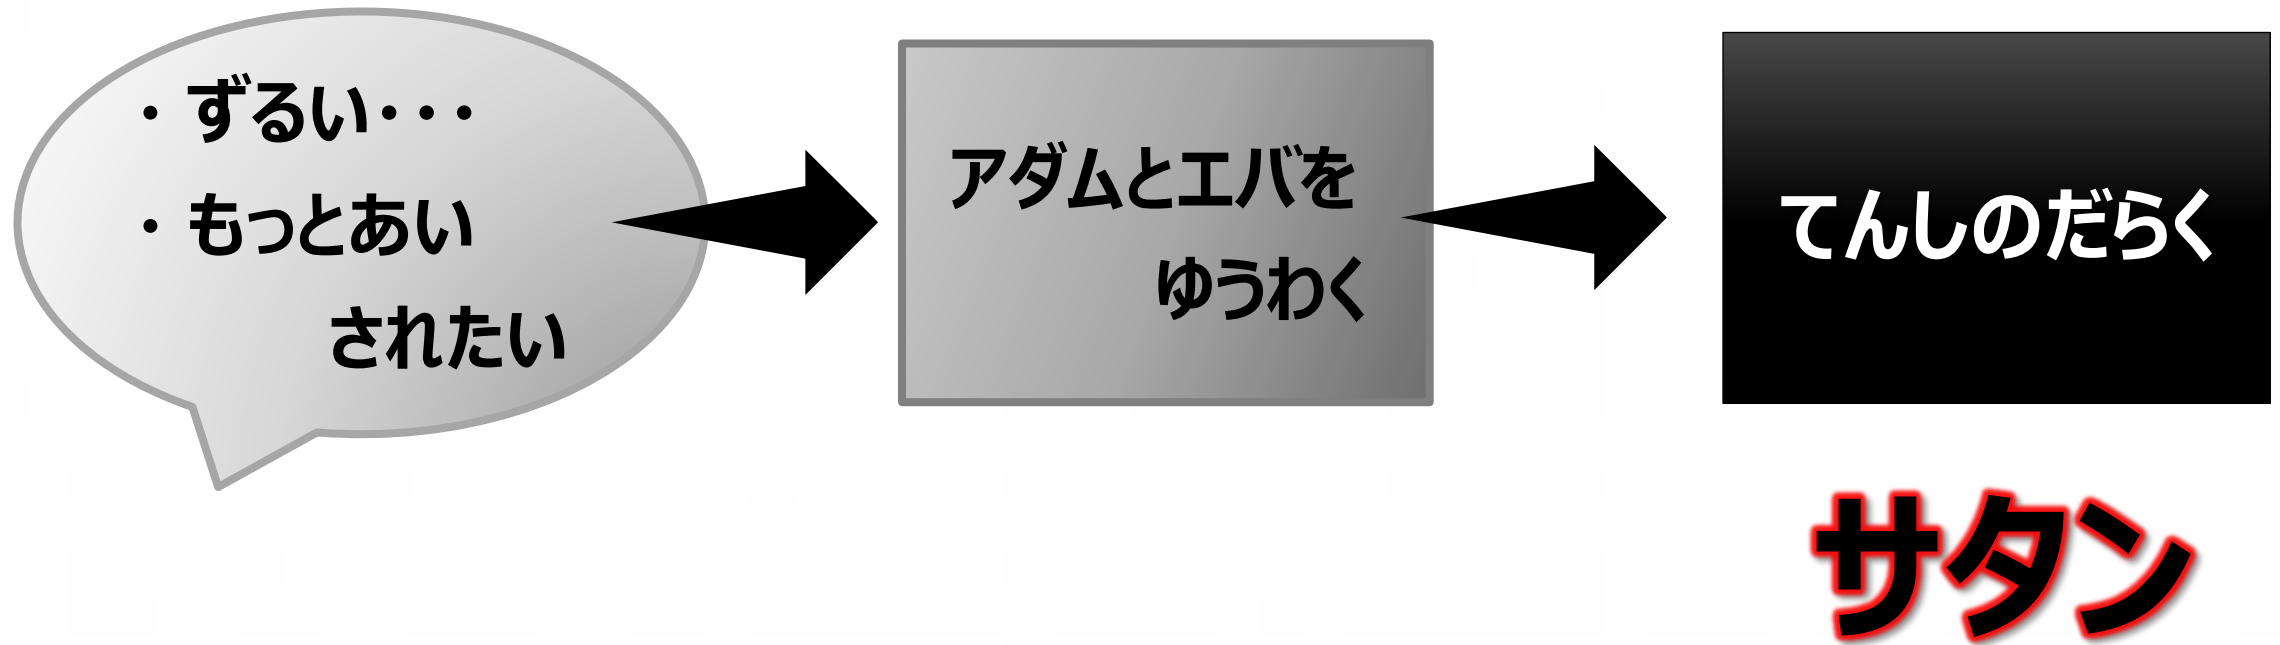 ・ずるい・・・
・もっとあい
されたい
アダムとエバを
ゆうわく
てんしのだらく
サタン